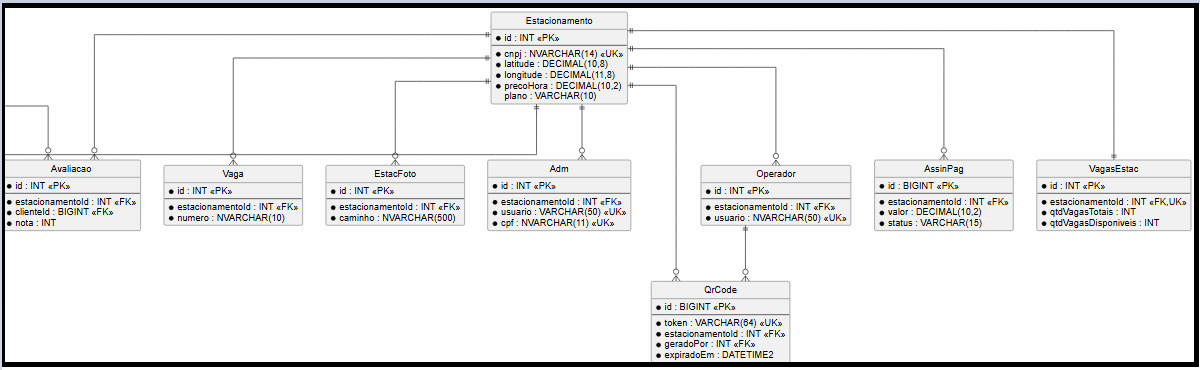 Estacionamento
● id : INT «PK»
● cnpj : NVARCHAR(14) «UK»
● latitude : DECIMAL(10,8)
● longitude : DECIMAL(11,8)
● precoHora : DECIMAL(10,2)
plano : VARCHAR(10)
Avaliacao
● id : INT «PK»
● estacionamentoId : INT «FK»
● clienteId : BIGINT «FK»
● nota : INT
Vaga
● id : INT «PK»
● estacionamentoId : INT «FK»
● numero : NVARCHAR(10)
EstacFoto
● id : INT «PK»
● estacionamentoId : INT «FK»
● caminho : NVARCHAR(500)
Adm
● id : INT «PK»
● estacionamentoId : INT «FK»
● usuario : VARCHAR(50) «UK»
● cpf : NVARCHAR(11) «UK»
Operador
● id : INT «PK»
● estacionamentoId : INT «FK»
● usuario : NVARCHAR(50) «UK»
AssinPag
● id : BIGINT «PK»
● estacionamentoId : INT «FK»
● valor : DECIMAL(10,2)
● status : VARCHAR(15)
VagasEstac
● id : INT «PK»
● estacionamentoId : INT «FK,UK»
● qtdVagasTotais : INT
● qtdVagasDisponiveis : INT
QrCode
● id : BIGINT «PK»
● token : VARCHAR(64) «UK»
● estacionamentoId : INT «FK»
● geradoPor : INT «FK»
● expiradoEm : DATETIME2